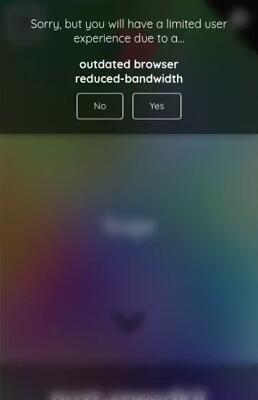 Sorry, but you will have a limited user
experience due to a...
outdated browser
reduced-bandwidth
No
Yes